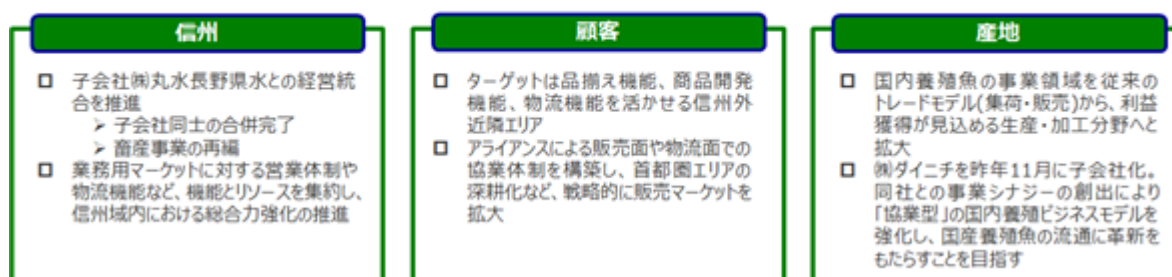 信州
□ 子会社㈱丸水長野県水との経営統
合を推進
➢ 子会社同士の合併完了
➢ 畜産事業の再編
□ 業務用マーケットに対する営業体制や
物流機能など、機能とリソースを集約し、
信州域内における総合力強化の推進
顧客
□ ターゲットは品揃え機能、商品開発
機能、物流機能を活かせる信州外
近隣エリア
□ アライアンスによる販売面や物流面での
協業体制を構築し、首都圏エリアの
深耕化など、戦略的に販売マーケットを
拡大
産地
□ 国内養殖魚の事業領域を従来の
トレードモデル(集荷・販売)から、利益
獲得が見込める生産・加工分野へと
拡大
□ ㈱ダイニチを昨年11月に子会社化。
同社との事業シナジーの創出により
「協業型」の国内養殖ビジネスモデルを
強化し、国産養殖魚の流通に革新を
もたらすことを目指す